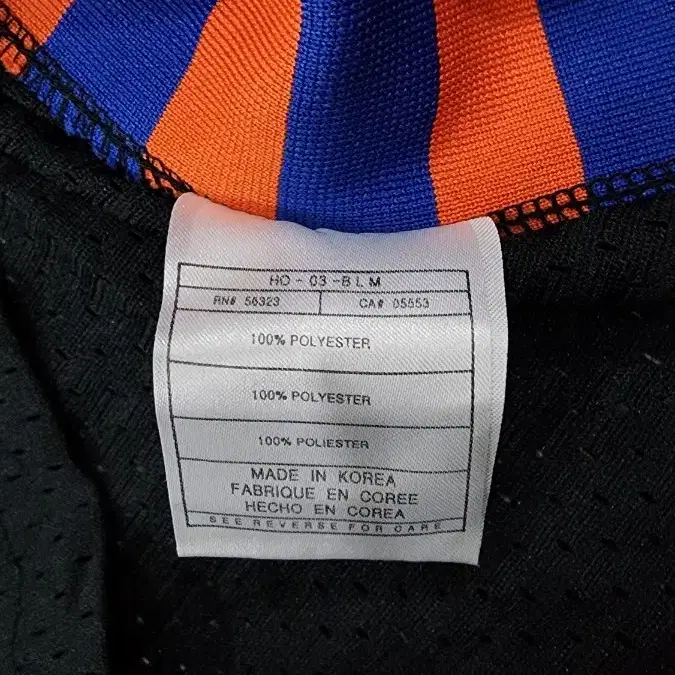 HO - 03 - B L M
RN# 56323 CA# 05553
100% POLYESTER
100% POLYESTER
100% POLIESTER
MADE IN KOREA
FABRIQUE EN COREE
HECHO EN COREA
SEE REVERSE FOR CARE